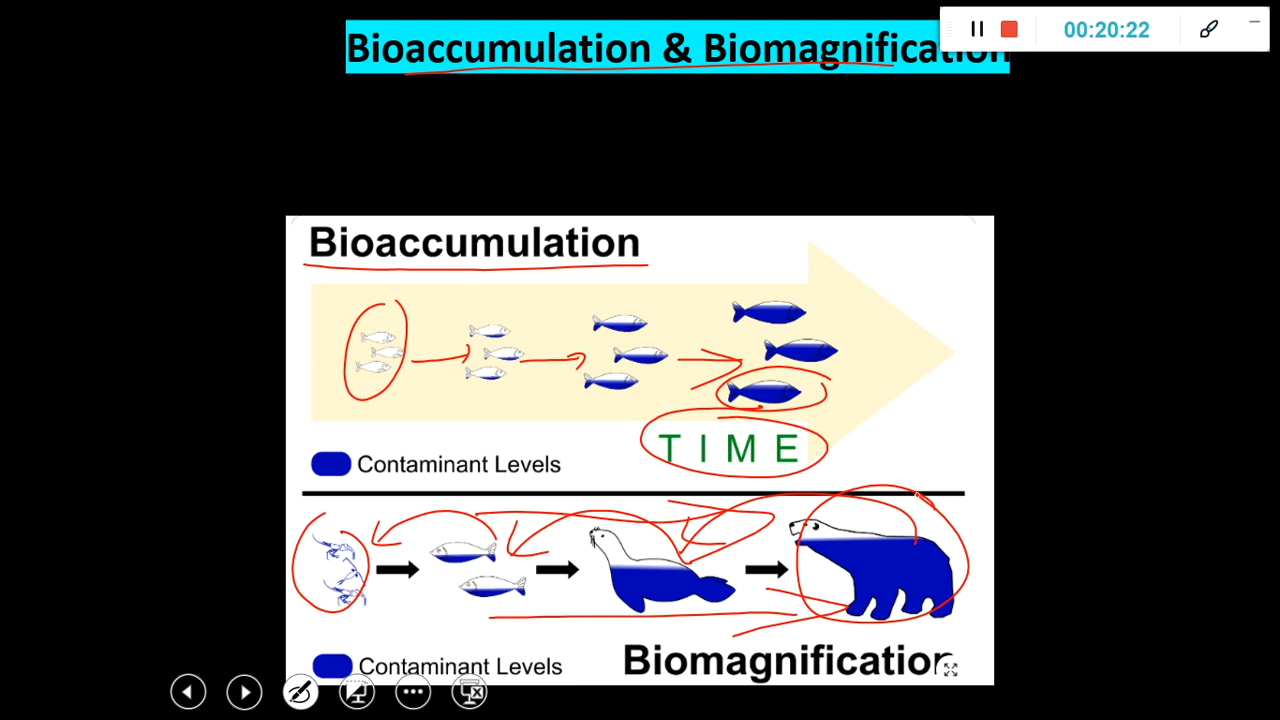 Bioaccumulation & Biomagnification
00:20:22
Bioaccumulation
TIME
Contaminant Levels
Contaminant Levels
Biomagnification